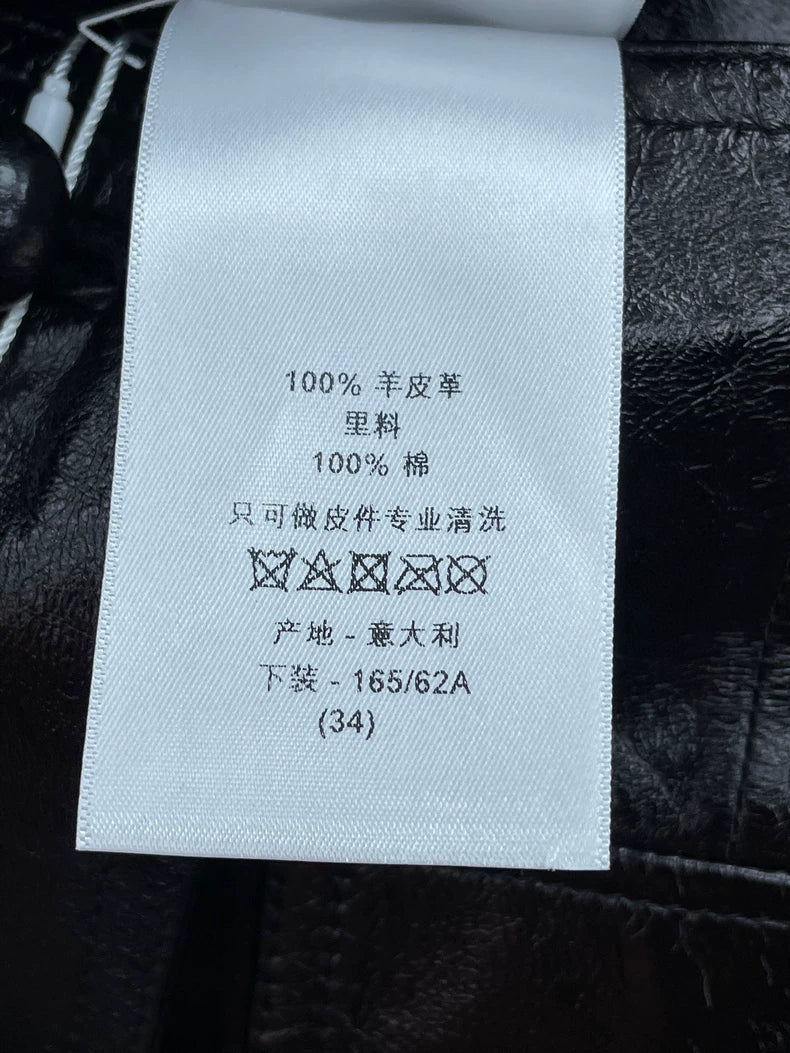 100% 羊皮革
里料
100% 棉
只可做皮件专业清洗
产地 - 意大利
下装 - 165/62A
(34)